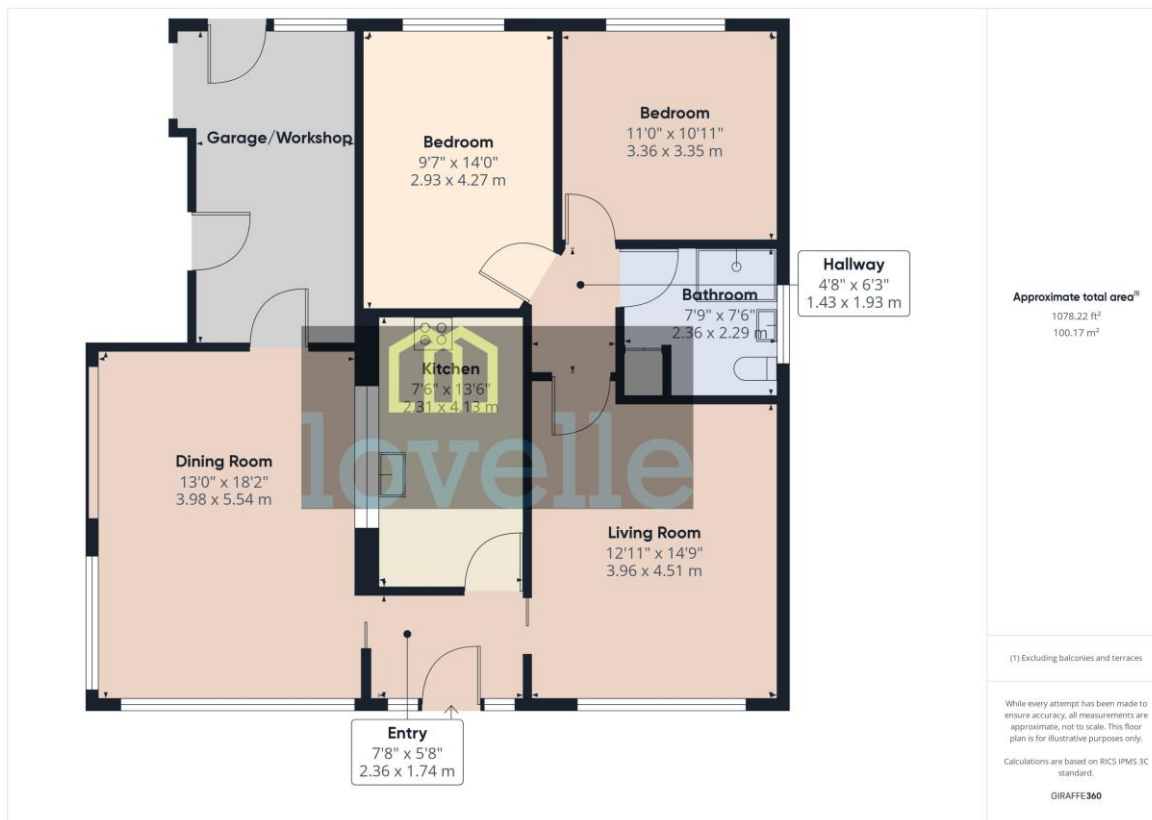 Garage/Workshop
Bedroom
9'7" x 14'0"
2.93 x 4.27 m
Bedroom
11'0" x 10'11"
3.36 x 3.35 m
Hallway
4'8" x 6'3"
1.43 x 1.93 m
Bathroom
7'9" x 7'6"
2.36 x 2.29 m
Kitchen
7'6" x 13'6"
2.31 x 4.13 m
lovelle
Dining Room
13'0" x 18'2"
3.98 x 5.54 m
Living Room
12'11" x 14'9"
3.96 x 4.51 m
Entry
7'8" x 5'8"
2.36 x 1.74 m
Approximate total area(1)
1078.22 ft²
100.17 m²
(1) Excluding balconies and terraces
While every attempt has been made to
ensure accuracy, all measurements are
approximate, not to scale. This floor
plan is for illustrative purposes only.
Calculations are based on RICS IPMS 3C
standard.
GIRAFFE360